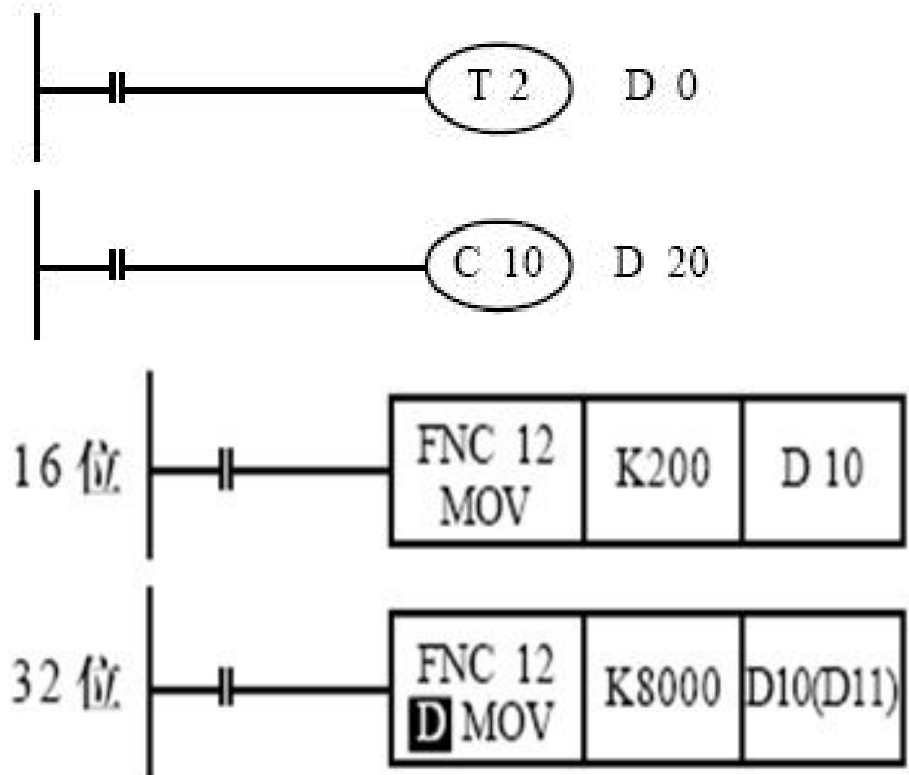 T 2 D 0
C 10 D 20
16 位 FNC 12 MOV K200 D 10
32 位 FNC 12 D MOV K8000 D10(D11)